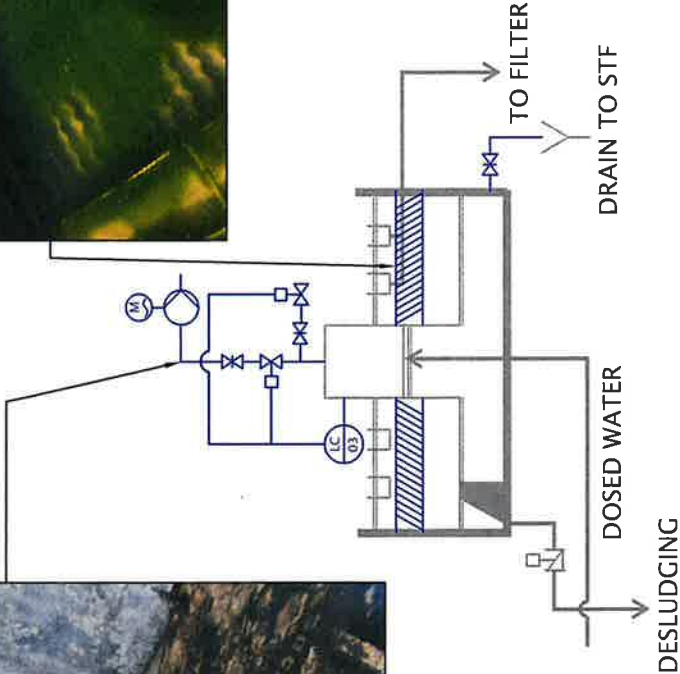 M
LC
03
TO FILTER
DRAIN TO STF
DOSED WATER
DESLUDGING